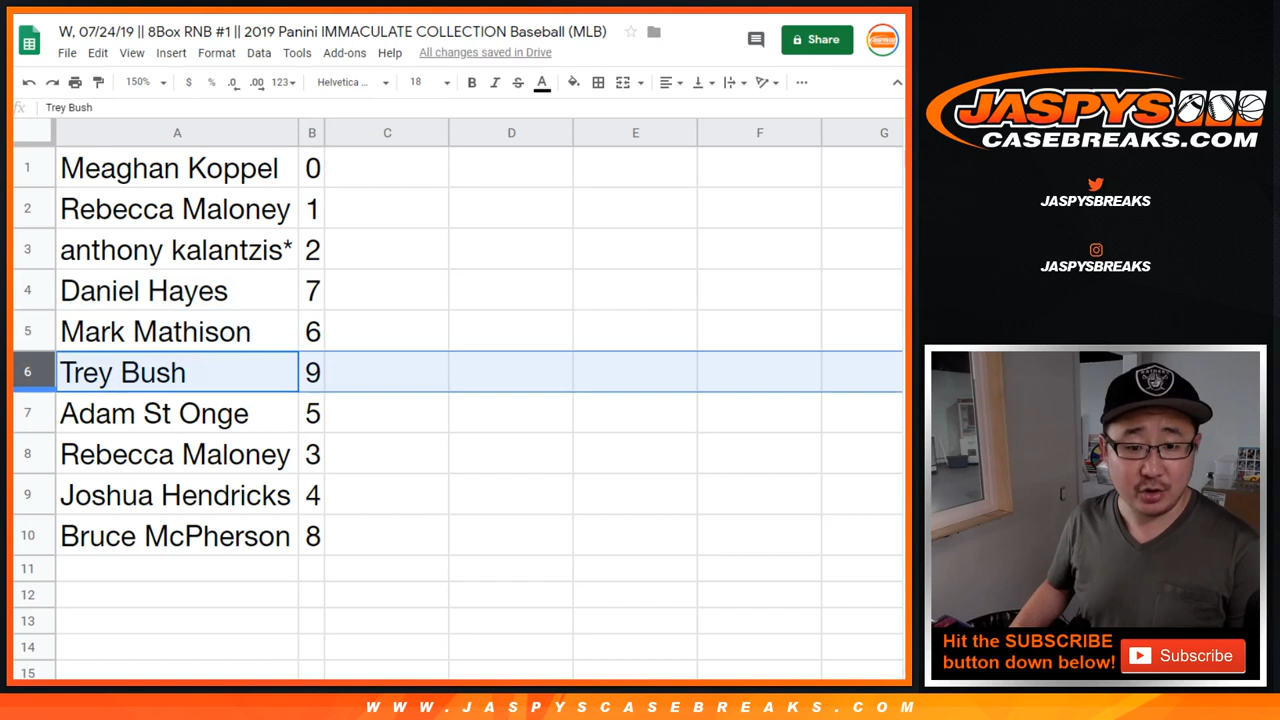 W, 07/24/19 || 8Box RNB #1 || 2019 Panini IMMACULATE COLLECTION Baseball (MLB)
File Edit View Insert Format Data Tools Add-ons Help All changes saved in Drive
Share
150% $ % .0 .00 123 Helvetica ... 18 B I S A ...
fx Trey Bush
A B C D E F G
1 Meaghan Koppel 0
2 Rebecca Maloney 1
3 anthony kalantzis* 2
4 Daniel Hayes 7
5 Mark Mathison 6
6 Trey Bush 9
7 Adam St Onge 5
8 Rebecca Maloney 3
9 Joshua Hendricks 4
10 Bruce McPherson 8
11
12
13
14
15
JASPYS
CASEBREAKS.COM
JASPYSBREAKS
JASPYSBREAKS
RAIDERS
Hit the SUBSCRIBE
button down below!
Subscribe
WWW.JASPYSCASEBREAKS.COM